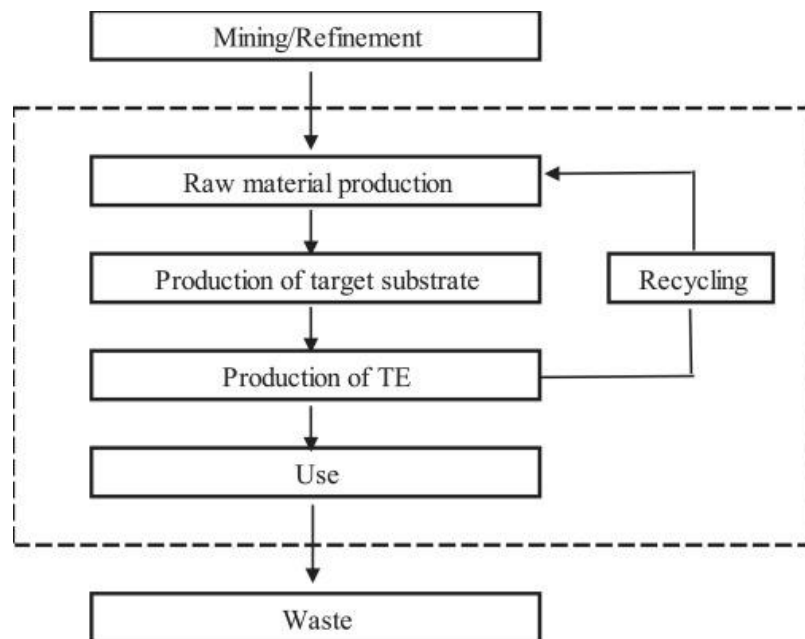 Mining/Refinement
Raw material production
Production of target substrate
Recycling
Production of TE
Use
Waste